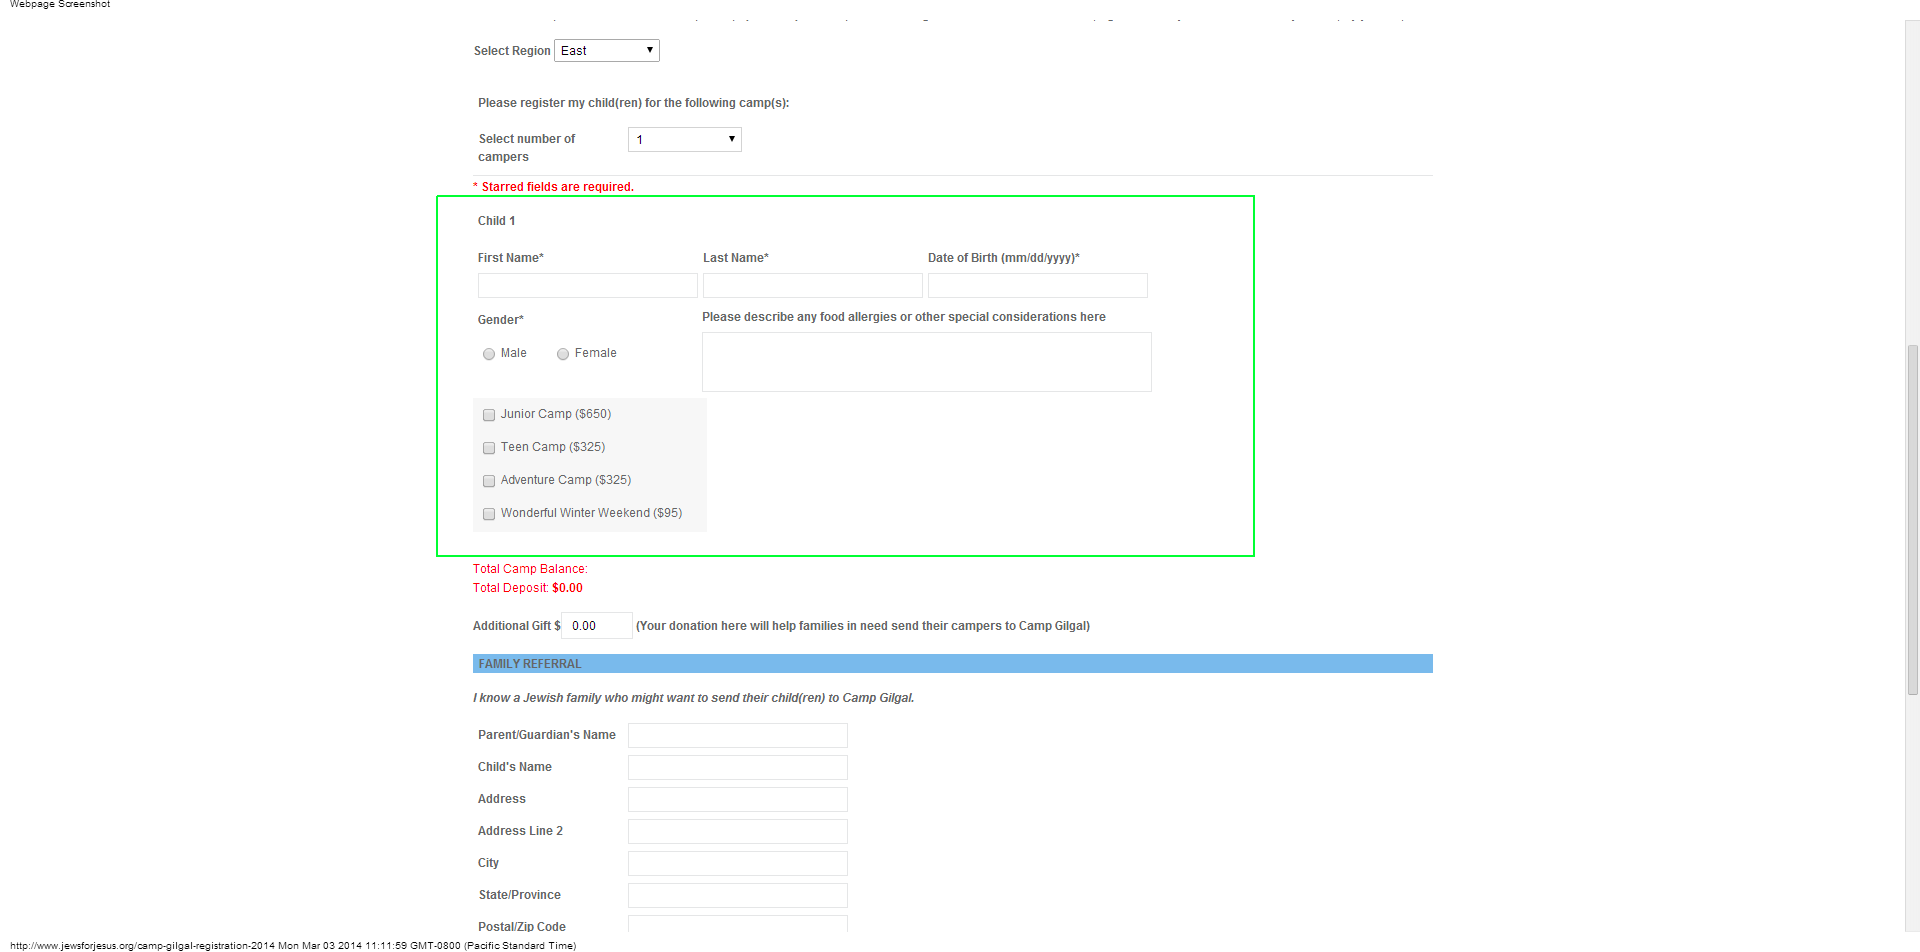 Webpage Screenshot
Select Region East
Please register my child(ren) for the following camp(s):
Select number of campers 1
* Starred fields are required.
Child 1
First Name* Last Name* Date of Birth (mm/dd/yyyy)*
Gender* Please describe any food allergies or other special considerations here
Male Female
Junior Camp ($650)
Teen Camp ($325)
Adventure Camp ($325)
Wonderful Winter Weekend ($95)
Total Camp Balance:
Total Deposit: $0.00
Additional Gift $ 0.00 (Your donation here will help families in need send their campers to Camp Gilgal)
FAMILY REFERRAL
I know a Jewish family who might want to send their child(ren) to Camp Gilgal.
Parent/Guardian's Name
Child's Name
Address
Address Line 2
City
State/Province
Postal/Zip Code
http://www.jewsforjesus.org/camp-gilgal-registration-2014 Mon Mar 03 2014 11:11:59 GMT-0800 (Pacific Standard Time)